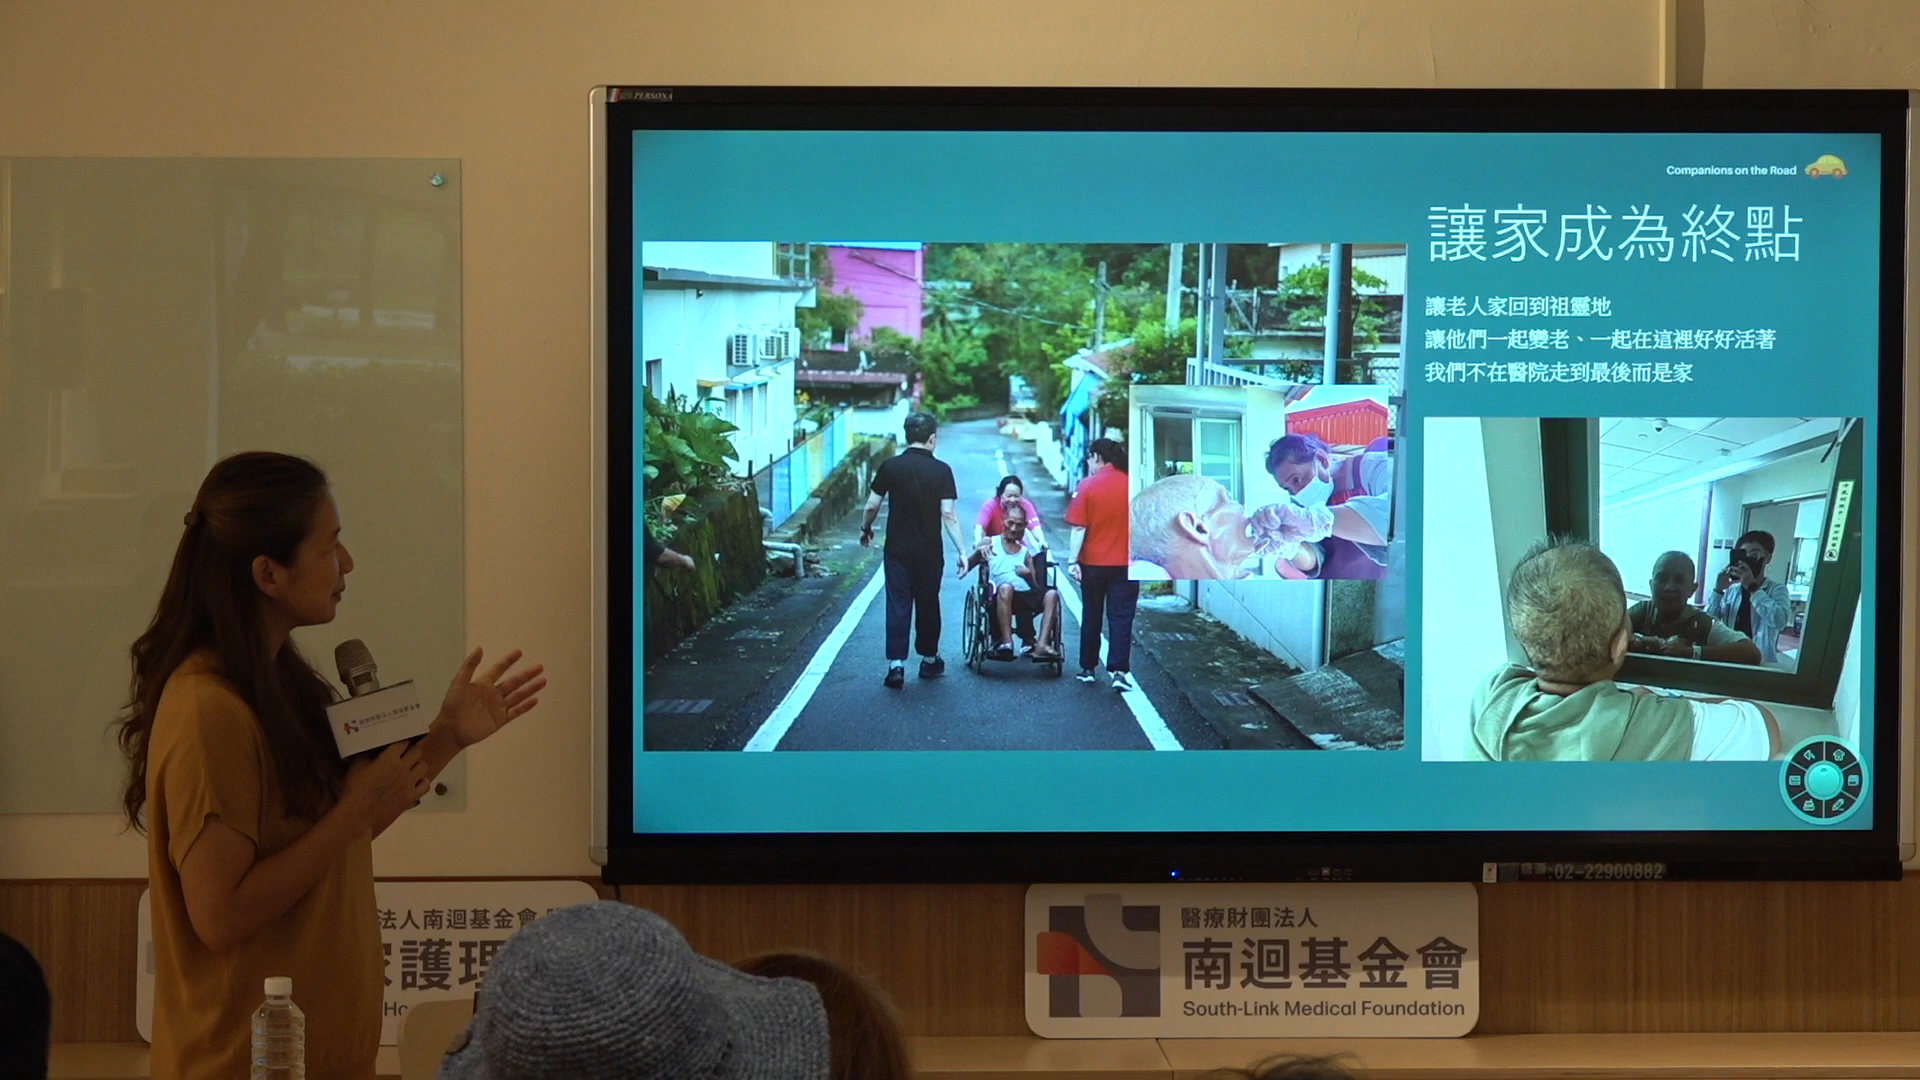 PERSONA
Companions on the Road
讓家成為終點
讓老人家回到祖靈地
讓他們一起變老、一起在這裡好好活著
我們不在醫院走到最後而是家
:02-22900882
法人南迴基金會
家護理
Ho
醫療財團法人
南迴基金會
South-Link Medical Foundation